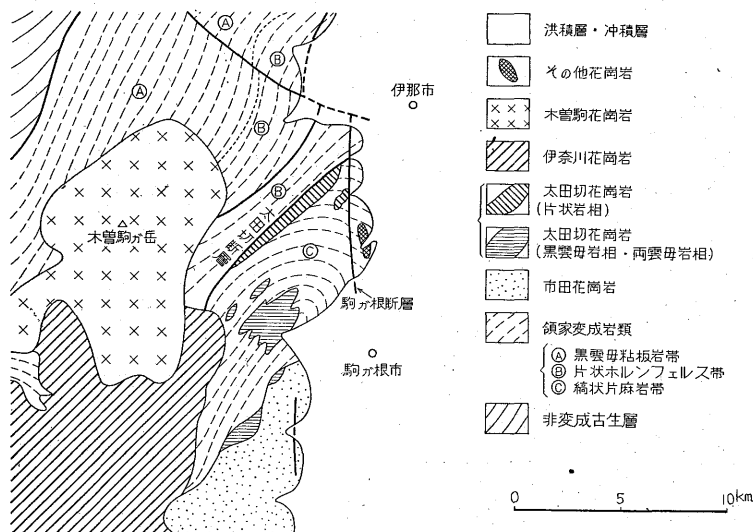 Ⓐ
Ⓑ
Ⓐ
Ⓑ
伊那市
Ⓑ
太田切断層
Ⓒ
木曽駒ヶ岳
駒ヶ根断層
駒ヶ根市
洪積層・沖積層
その他花崗岩
木曽駒花崗岩
伊奈川花崗岩
太田切花崗岩
(片状岩相)
太田切花崗岩
(黒雲母岩相・両雲母岩相)
市田花崗岩
領家変成岩類
Ⓐ 黒雲母粘板岩帯
Ⓑ 片状ホルンフェルス帯
Ⓒ 縞状片麻岩帯
非変成古生層
0 5 10km